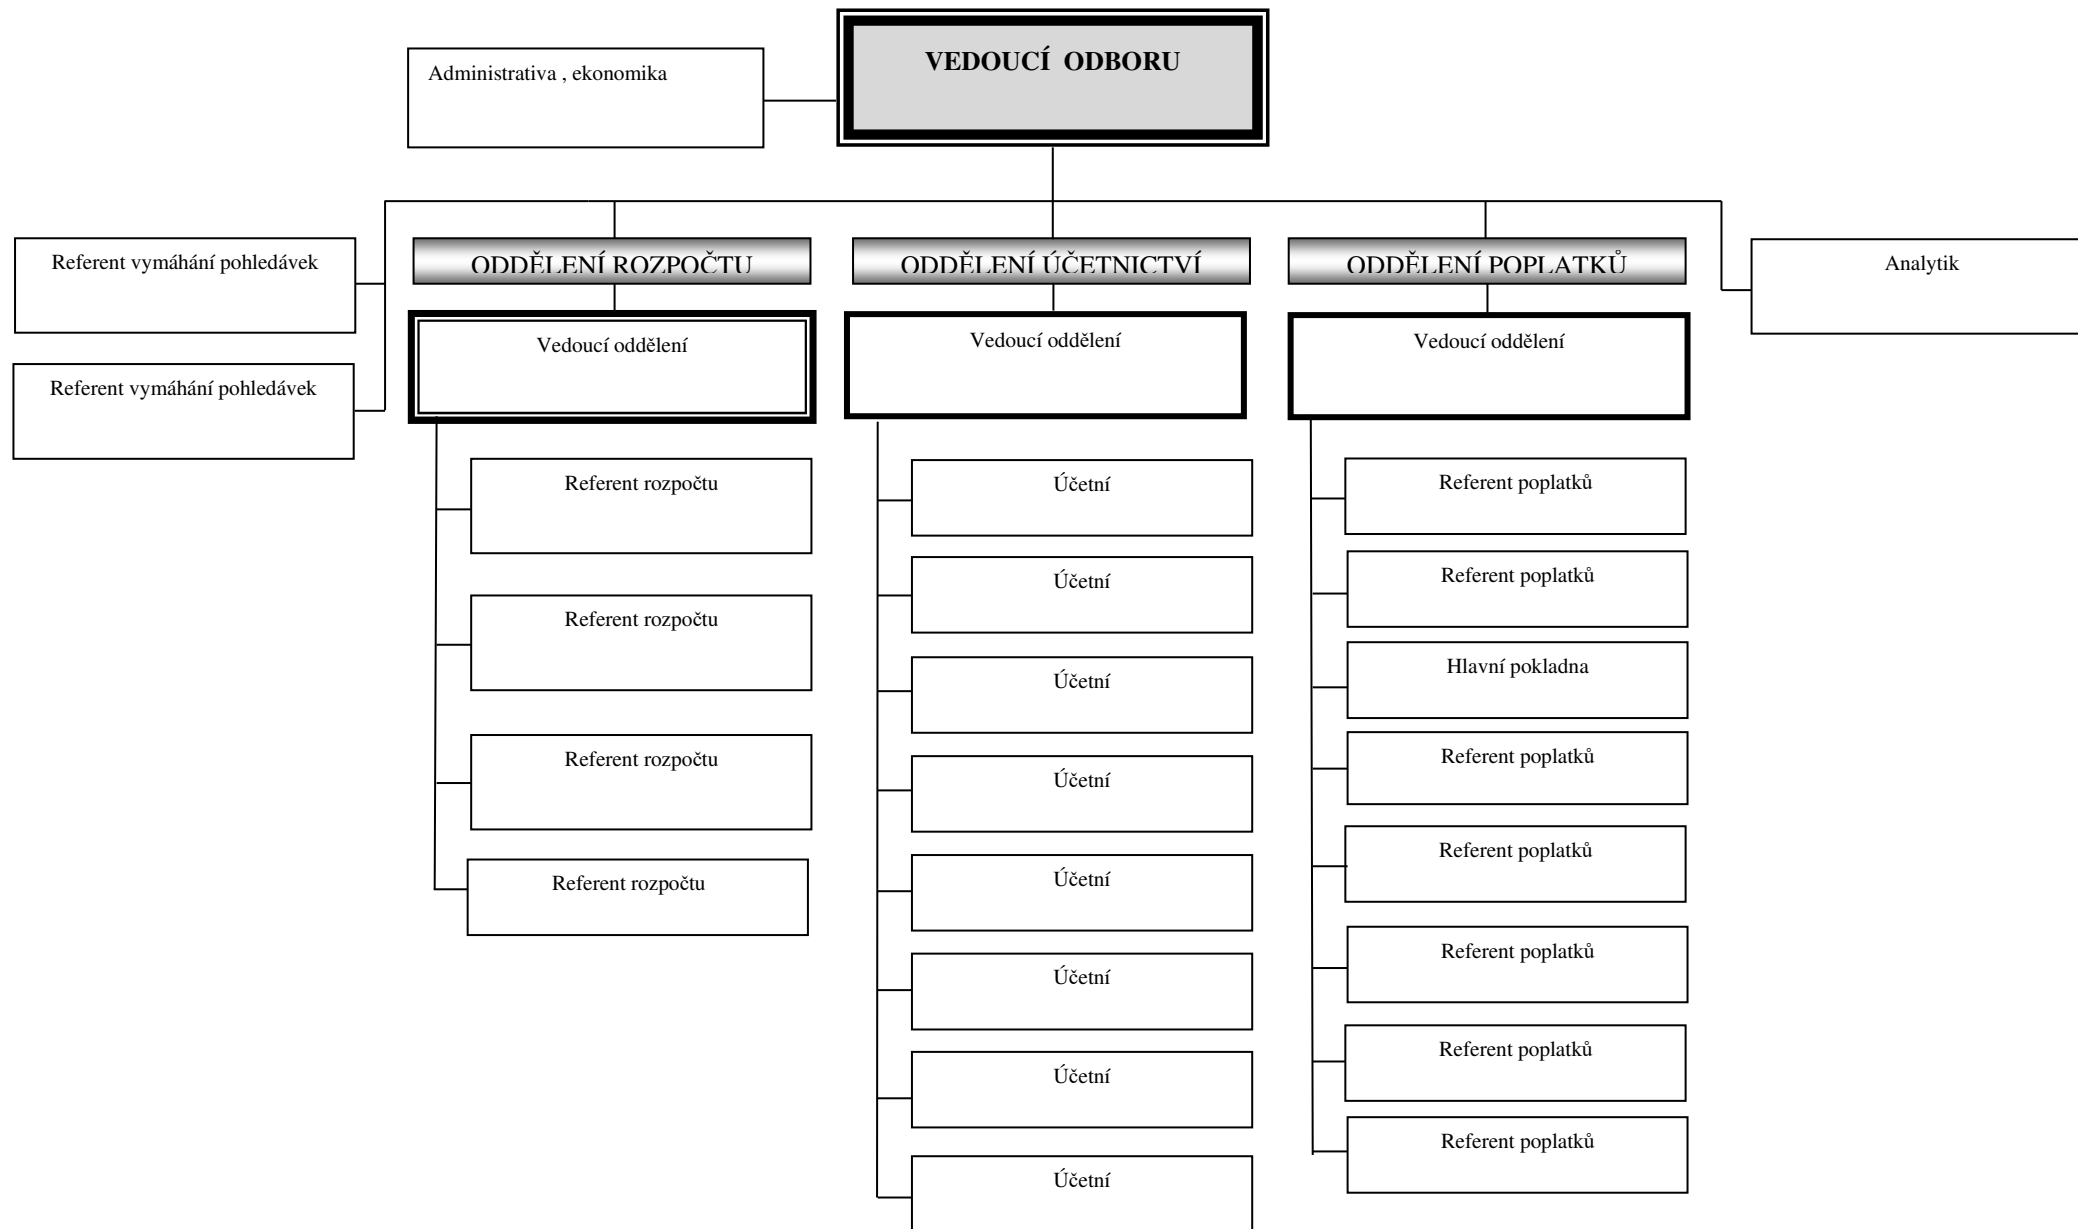 VEDOUCÍ ODBORU
Administrativa , ekonomika
Referent vymáhání pohledávek
Referent vymáhání pohledávek
ODDĚLENÍ ROZPOČTU
Vedoucí oddělení
Referent rozpočtu
Referent rozpočtu
Referent rozpočtu
Referent rozpočtu
ODDĚLENÍ ÚČETNICTVÍ
Vedoucí oddělení
Účetní
Účetní
Účetní
Účetní
Účetní
Účetní
Účetní
Účetní
ODDĚLENÍ POPLATKŮ
Vedoucí oddělení
Referent poplatků
Referent poplatků
Hlavní pokladna
Referent poplatků
Referent poplatků
Referent poplatků
Referent poplatků
Referent poplatků
Analytik